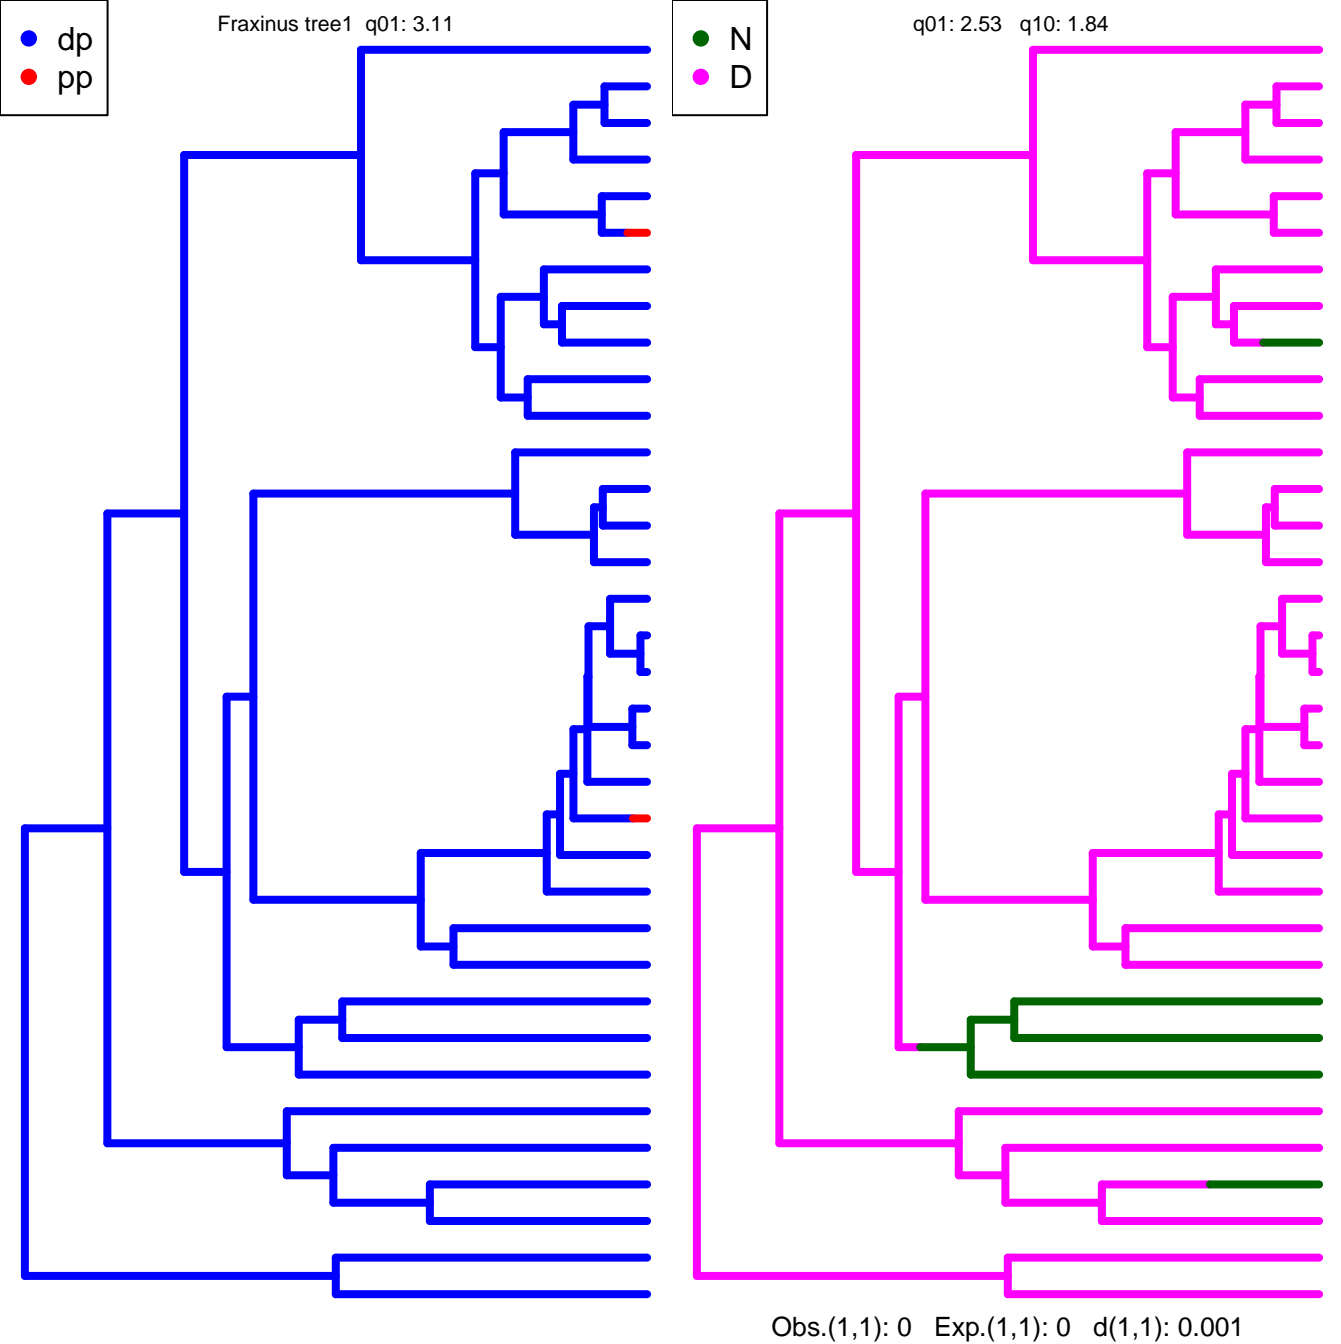 Fraxinus tree1 q01: 3.11
dp
pp
q01: 2.53 q10: 1.84
N
D
Obs.(1,1): 0 Exp.(1,1): 0 d(1,1): 0.001